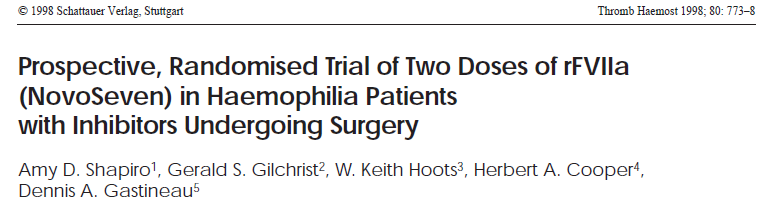 © 1998 Schattauer Verlag, Stuttgart
Thromb Haemost 1998; 80: 773–8
Prospective, Randomised Trial of Two Doses of rFVIIa
(NovoSeven) in Haemophilia Patients
with Inhibitors Undergoing Surgery
Amy D. Shapiro¹, Gerald S. Gilchrist², W. Keith Hoots³, Herbert A. Cooper⁴,
Dennis A. Gastineau⁵